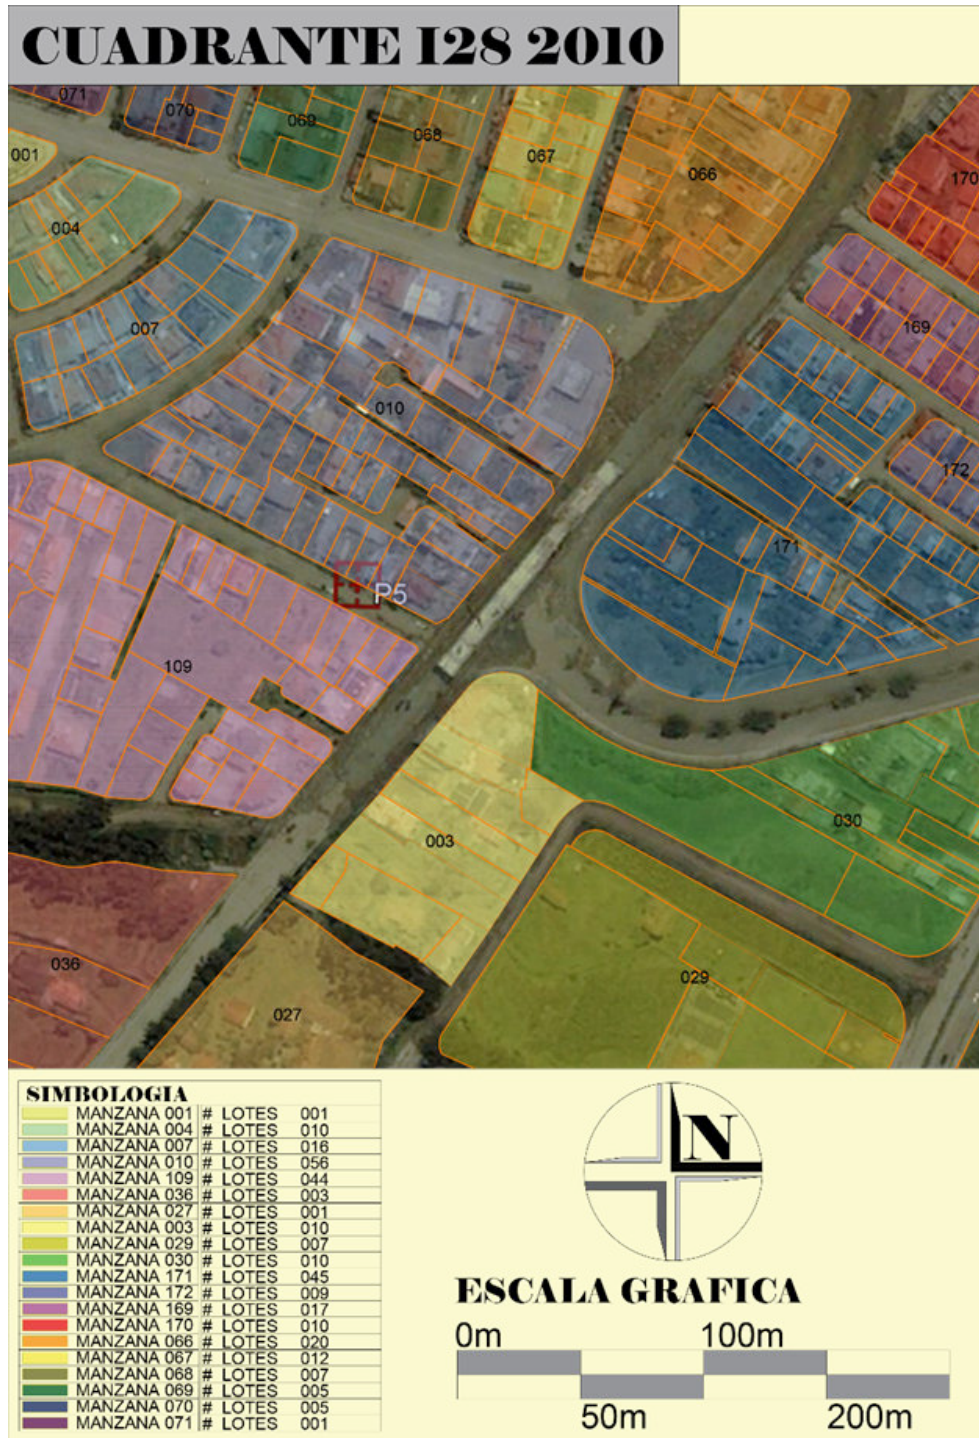 CUADRANTE I28 2010
071
070
069
068
067
066
001
004
007
170
169
010
172
171
P5
109
003
030
036
027
029
SIMBOLOGIA
MANZANA 001 # LOTES 001
MANZANA 004 # LOTES 010
MANZANA 007 # LOTES 016
MANZANA 010 # LOTES 056
MANZANA 109 # LOTES 044
MANZANA 036 # LOTES 003
MANZANA 027 # LOTES 001
MANZANA 003 # LOTES 010
MANZANA 029 # LOTES 007
MANZANA 030 # LOTES 010
MANZANA 171 # LOTES 045
MANZANA 172 # LOTES 009
MANZANA 169 # LOTES 017
MANZANA 170 # LOTES 010
MANZANA 066 # LOTES 020
MANZANA 067 # LOTES 012
MANZANA 068 # LOTES 007
MANZANA 069 # LOTES 005
MANZANA 070 # LOTES 005
MANZANA 071 # LOTES 001
N
ESCALA GRAFICA
0m 100m
50m 200m